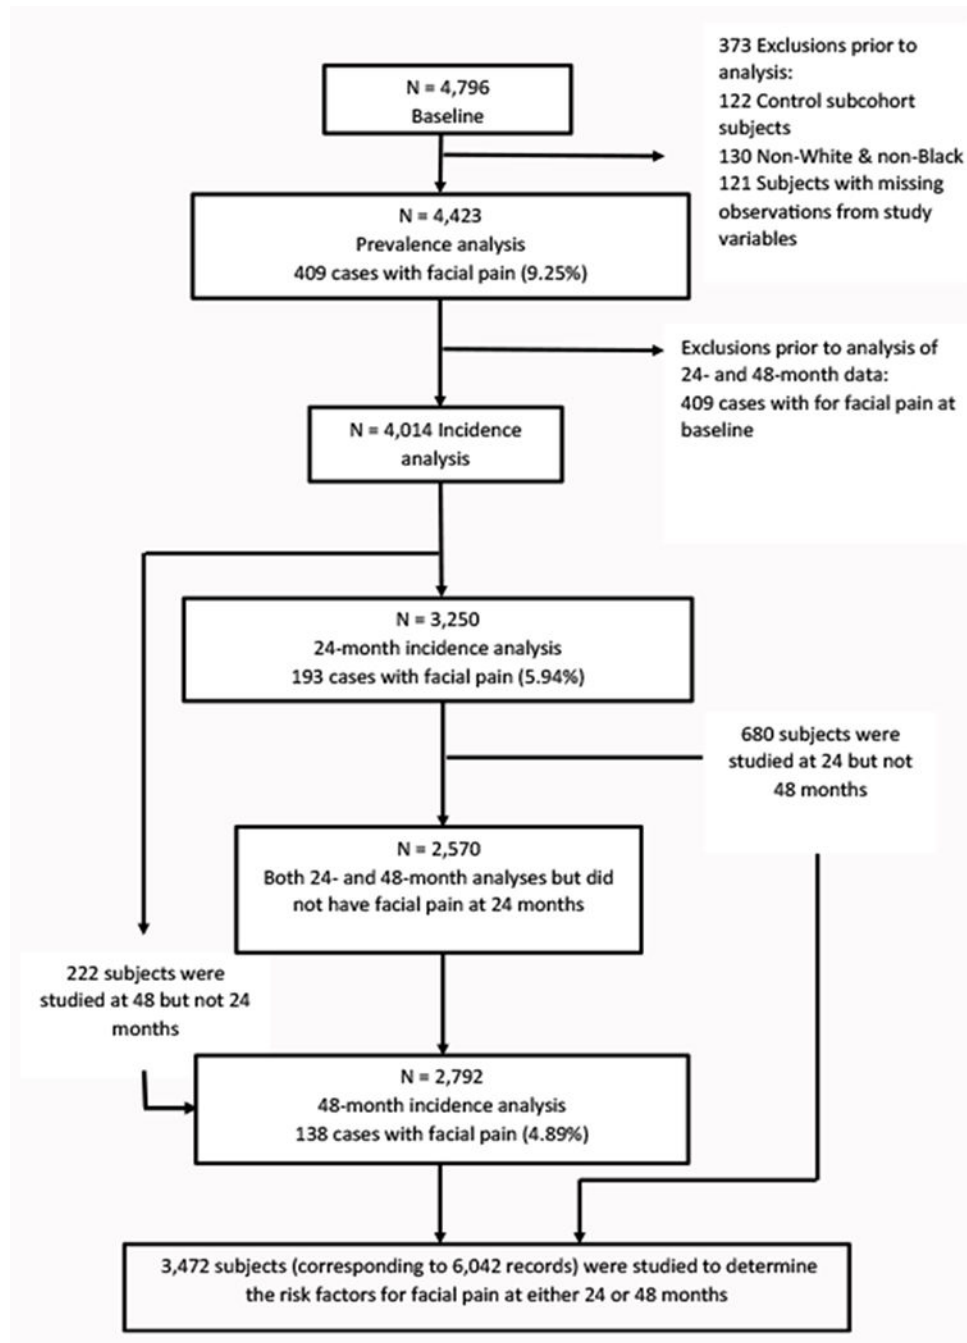 N = 4,796
Baseline
373 Exclusions prior to
analysis:
122 Control subcohort
subjects
130 Non-White & non-Black
121 Subjects with missing
observations from study
variables
N = 4,423
Prevalence analysis
409 cases with facial pain (9.25%)
Exclusions prior to analysis of
24- and 48-month data:
409 cases with for facial pain at
baseline
N = 4,014 Incidence
analysis
N = 3,250
24-month incidence analysis
193 cases with facial pain (5.94%)
680 subjects were
studied at 24 but not
48 months
N = 2,570
Both 24- and 48-month analyses but did
not have facial pain at 24 months
222 subjects were
studied at 48 but not 24
months
N = 2,792
48-month incidence analysis
138 cases with facial pain (4.89%)
3,472 subjects (corresponding to 6,042 records) were studied to determine
the risk factors for facial pain at either 24 or 48 months